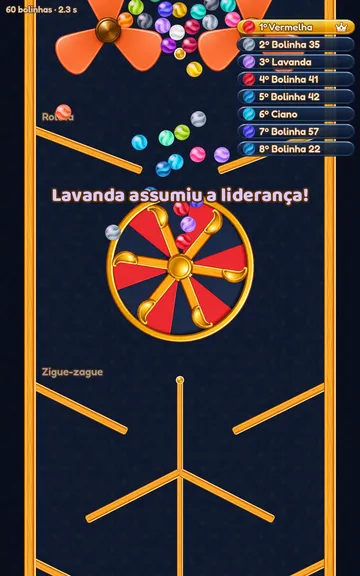 60 bolinhas · 2.3 s
1º Vermelha
2º Bolinha 35
3º Lavanda
4º Bolinha 41
5º Bolinha 42
6º Ciano
7º Bolinha 57
8º Bolinha 22
Lavanda assumiu a liderança!
Zigue-zague